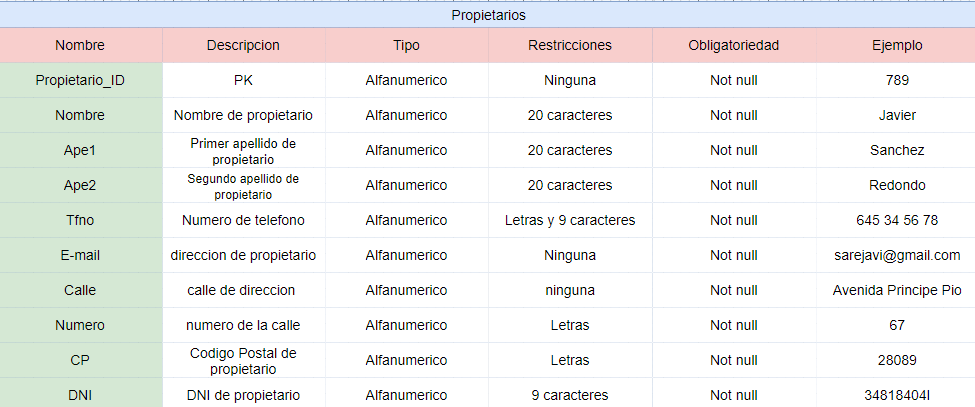 Propietarios
Nombre Descripcion Tipo Restricciones Obligatoriedad Ejemplo
Propietario_ID PK Alfanumerico Ninguna Not null 789
Nombre Nombre de propietario Alfanumerico 20 caracteres Not null Javier
Ape1 Primer apellido de propietario Alfanumerico 20 caracteres Not null Sanchez
Ape2 Segundo apellido de propietario Alfanumerico 20 caracteres Not null Redondo
Tfno Numero de telefono Alfanumerico Letras y 9 caracteres Not null 645 34 56 78
E-mail direccion de propietario Alfanumerico Ninguna Not null sarejavi@gmail.com
Calle calle de direccion Alfanumerico ninguna Not null Avenida Principe Pio
Numero numero de la calle Alfanumerico Letras Not null 67
CP Codigo Postal de propietario Alfanumerico Letras Not null 28089
DNI DNI de propietario Alfanumerico 9 caracteres Not null 34818404I